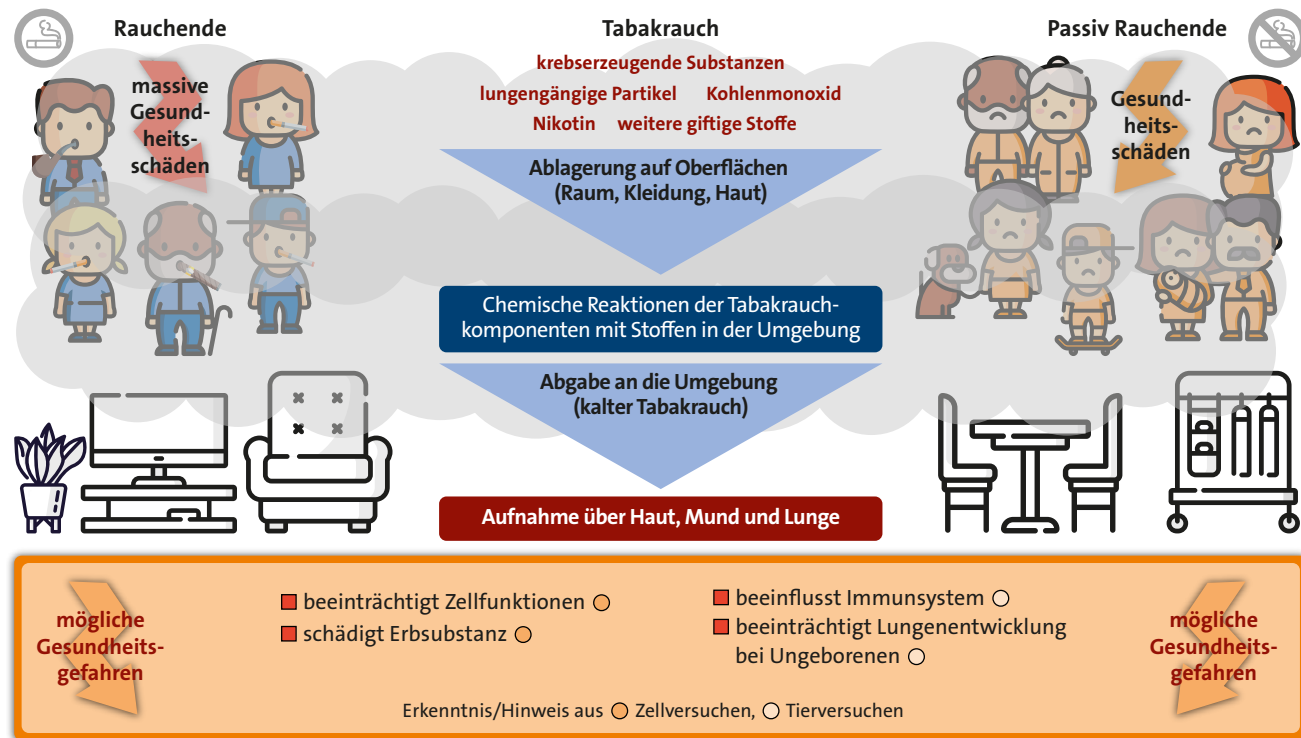 Rauchende
massive
Gesund-
heits-
schäden
Tabakrauch
krebserzeugende Substanzen
lungengängige Partikel Kohlenmonoxid
Nikotin weitere giftige Stoffe
Ablagerung auf Oberflächen
(Raum, Kleidung, Haut)
Chemische Reaktionen der Tabakrauch-
komponenten mit Stoffen in der Umgebung
Abgabe an die Umgebung
(kalter Tabakrauch)
Aufnahme über Haut, Mund und Lunge
Passiv Rauchende
Gesund-
heits-
schäden
mögliche
Gesundheits-
gefahren
beeinträchtigt Zellfunktionen
schädigt Erbsubstanz
beeinflusst Immunsystem
beeinträchtigt Lungenentwicklung
bei Ungeborenen
mögliche
Gesundheits-
gefahren
Erkenntnis/Hinweis aus Zellversuchen, Tierversuchen